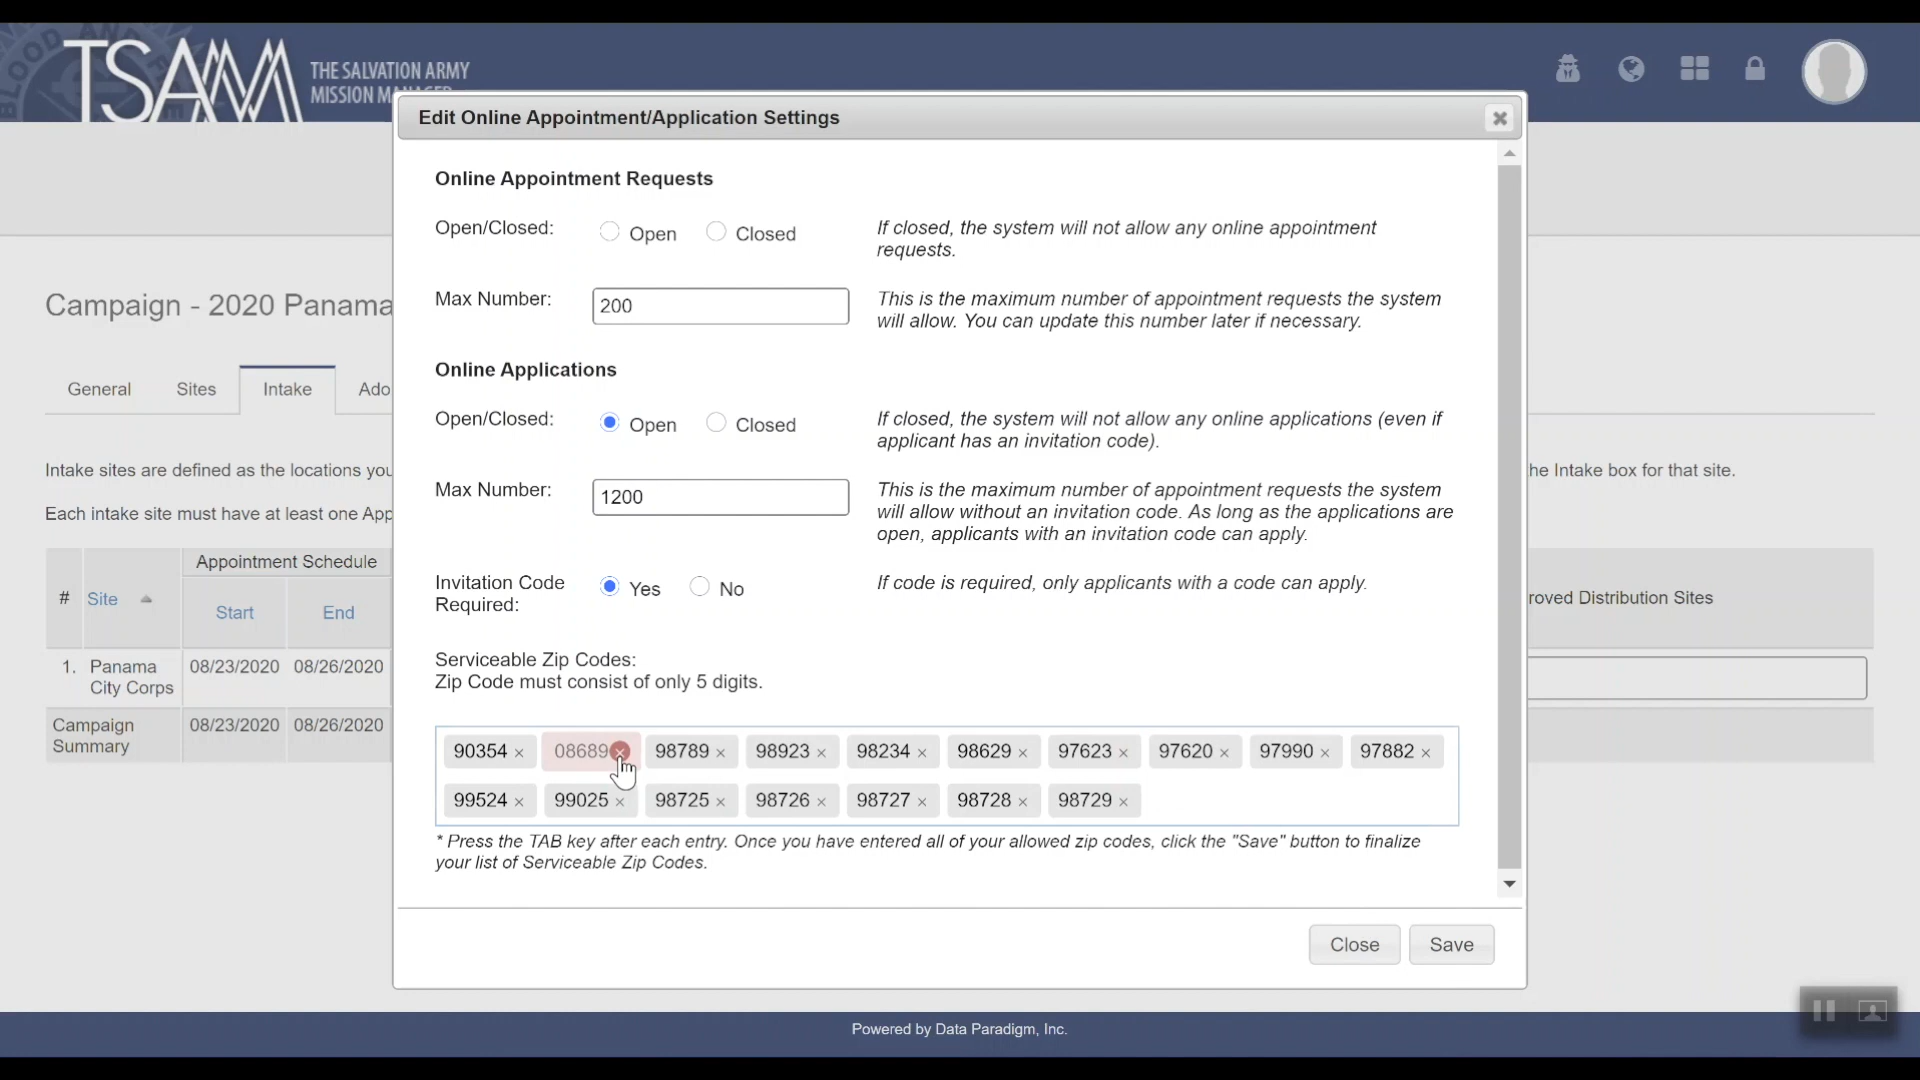 TSAMM
THE SALVATION ARMY
MISSION
Edit Online Appointment/Application Settings
Online Appointment Requests
Open/Closed:
Open
Closed
If closed, the system will not allow any online appointment
requests.
Max Number:
200
This is the maximum number of appointment requests the system
will allow. You can update this number later if necessary.
Online Applications
Open/Closed:
Open
Closed
If closed, the system will not allow any online applications (even if
applicant has an invitation code).
Max Number:
1200
This is the maximum number of appointment requests the system
will allow without an invitation code. As long as the applications are
open, applicants with an invitation code can apply.
Invitation Code
Required:
Yes
No
If code is required, only applicants with a code can apply.
Serviceable Zip Codes:
Zip Code must consist of only 5 digits.
90354 × 08689 × 98789 × 98923 × 98234 × 98629 × 97623 × 97620 × 97990 × 97882 ×
99524 × 99025 × 98725 × 98726 × 98727 × 98728 × 98729 ×
* Press the TAB key after each entry. Once you have entered all of your allowed zip codes, click the "Save" button to finalize
your list of Serviceable Zip Codes.
Close
Save
Campaign - 2020 Panama
General
Sites
Intake
Ado
Intake sites are defined as the locations you
he Intake box for that site.
Each intake site must have at least one App
#
Site
Appointment Schedule
Start
End
roved Distribution Sites
1. Panama
City Corps
08/23/2020 08/26/2020
Campaign
Summary
08/23/2020 08/26/2020
Powered by Data Paradigm, Inc.